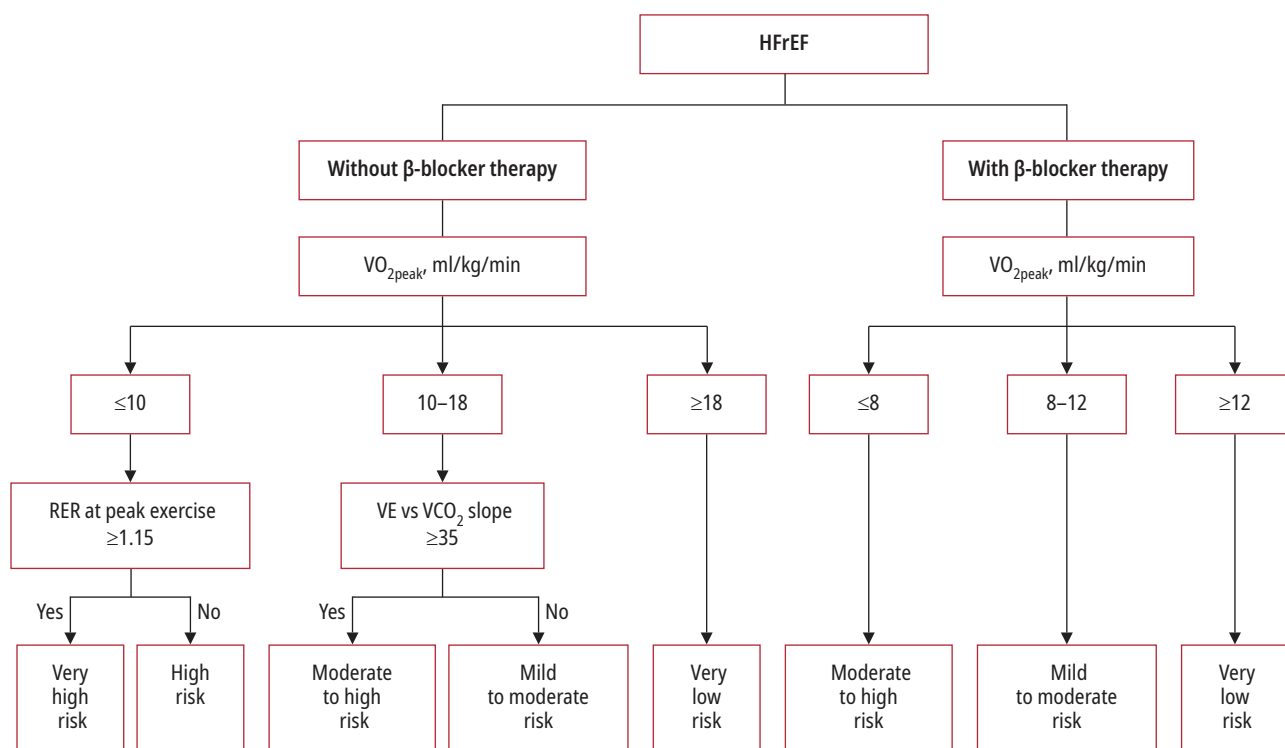 HFrEF
Without β-blocker therapy
With β-blocker therapy
VO2peak, ml/kg/min
VO2peak, ml/kg/min
≤10
10–18
≥18
≤8
8–12
≥12
RER at peak exercise
≥1.15
VE vs VCO2 slope
≥35
Yes
No
Yes
No
Very
high
risk
High
risk
Moderate
to high
risk
Mild
to moderate
risk
Very
low
risk
Moderate
to high
risk
Mild
to moderate
risk
Very
low
risk